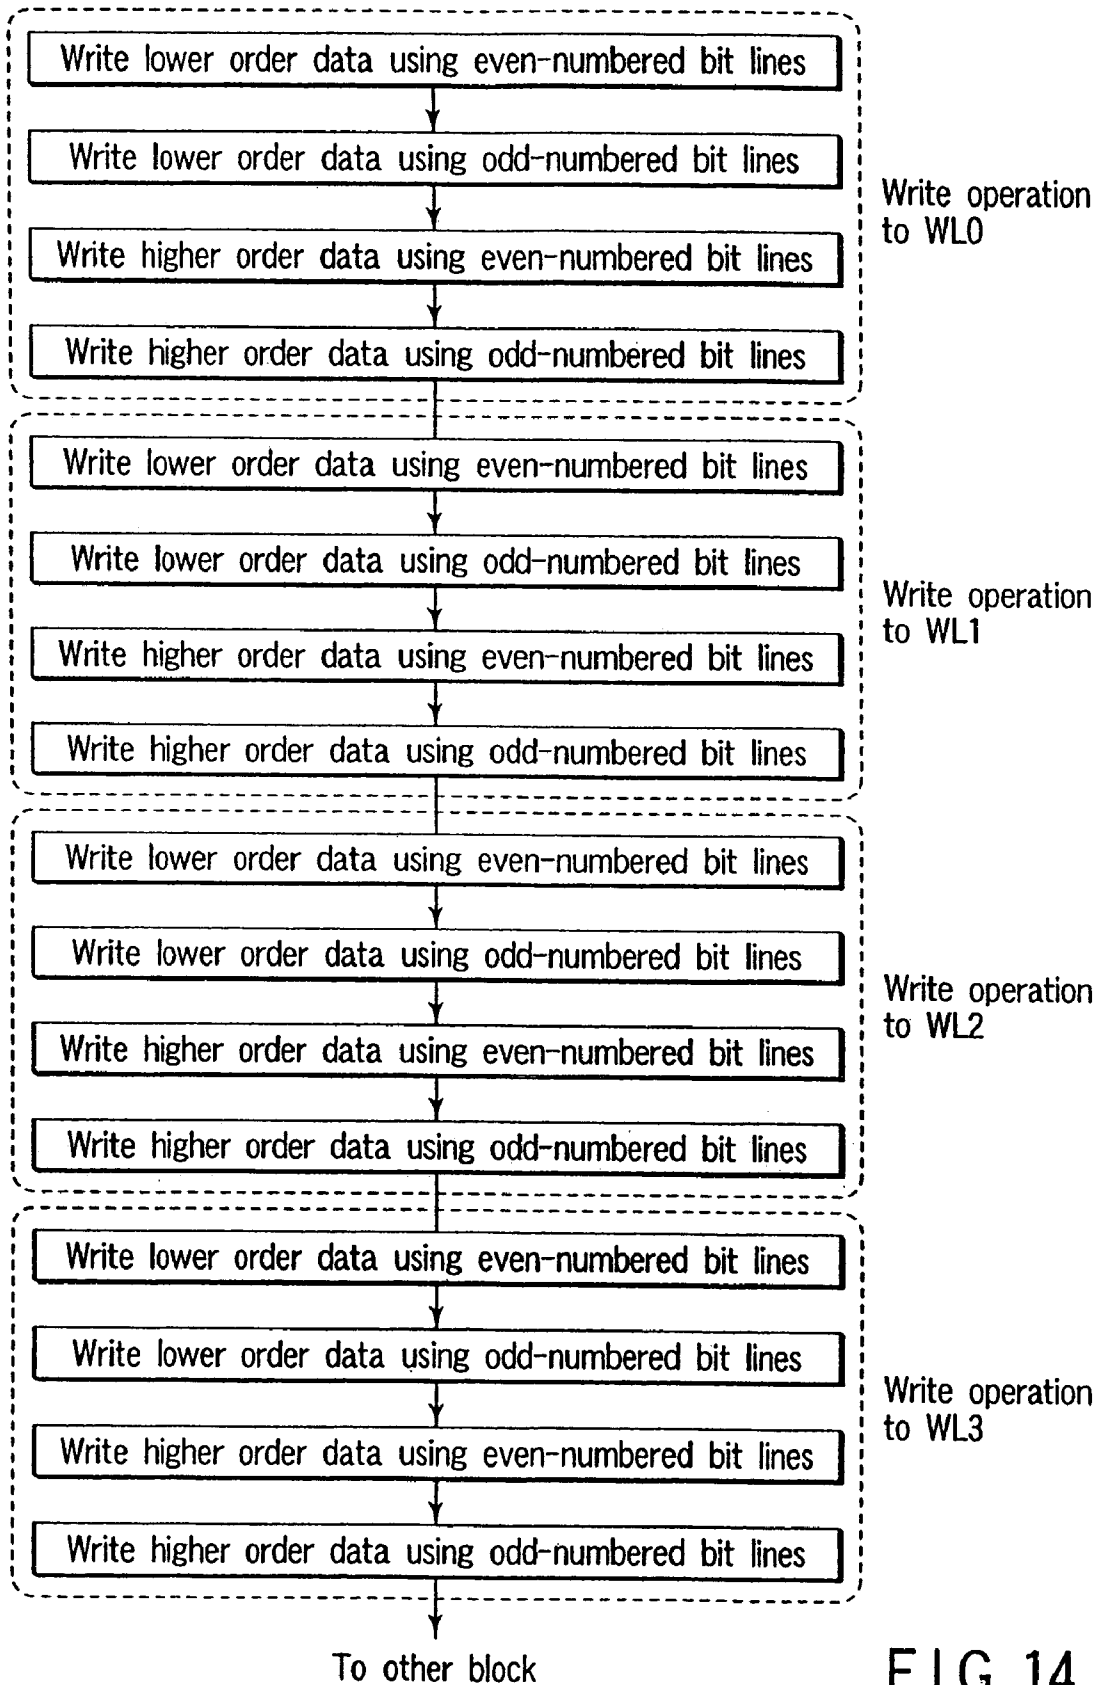 Write lower order data using even-numbered bit lines
Write lower order data using odd-numbered bit lines
Write higher order data using even-numbered bit lines
Write higher order data using odd-numbered bit lines
Write operation
to WL0
Write lower order data using even-numbered bit lines
Write lower order data using odd-numbered bit lines
Write higher order data using even-numbered bit lines
Write higher order data using odd-numbered bit lines
Write operation
to WL1
Write lower order data using even-numbered bit lines
Write lower order data using odd-numbered bit lines
Write higher order data using even-numbered bit lines
Write higher order data using odd-numbered bit lines
Write operation
to WL2
Write lower order data using even-numbered bit lines
Write lower order data using odd-numbered bit lines
Write higher order data using even-numbered bit lines
Write higher order data using odd-numbered bit lines
Write operation
to WL3
To other block
FIG. 14